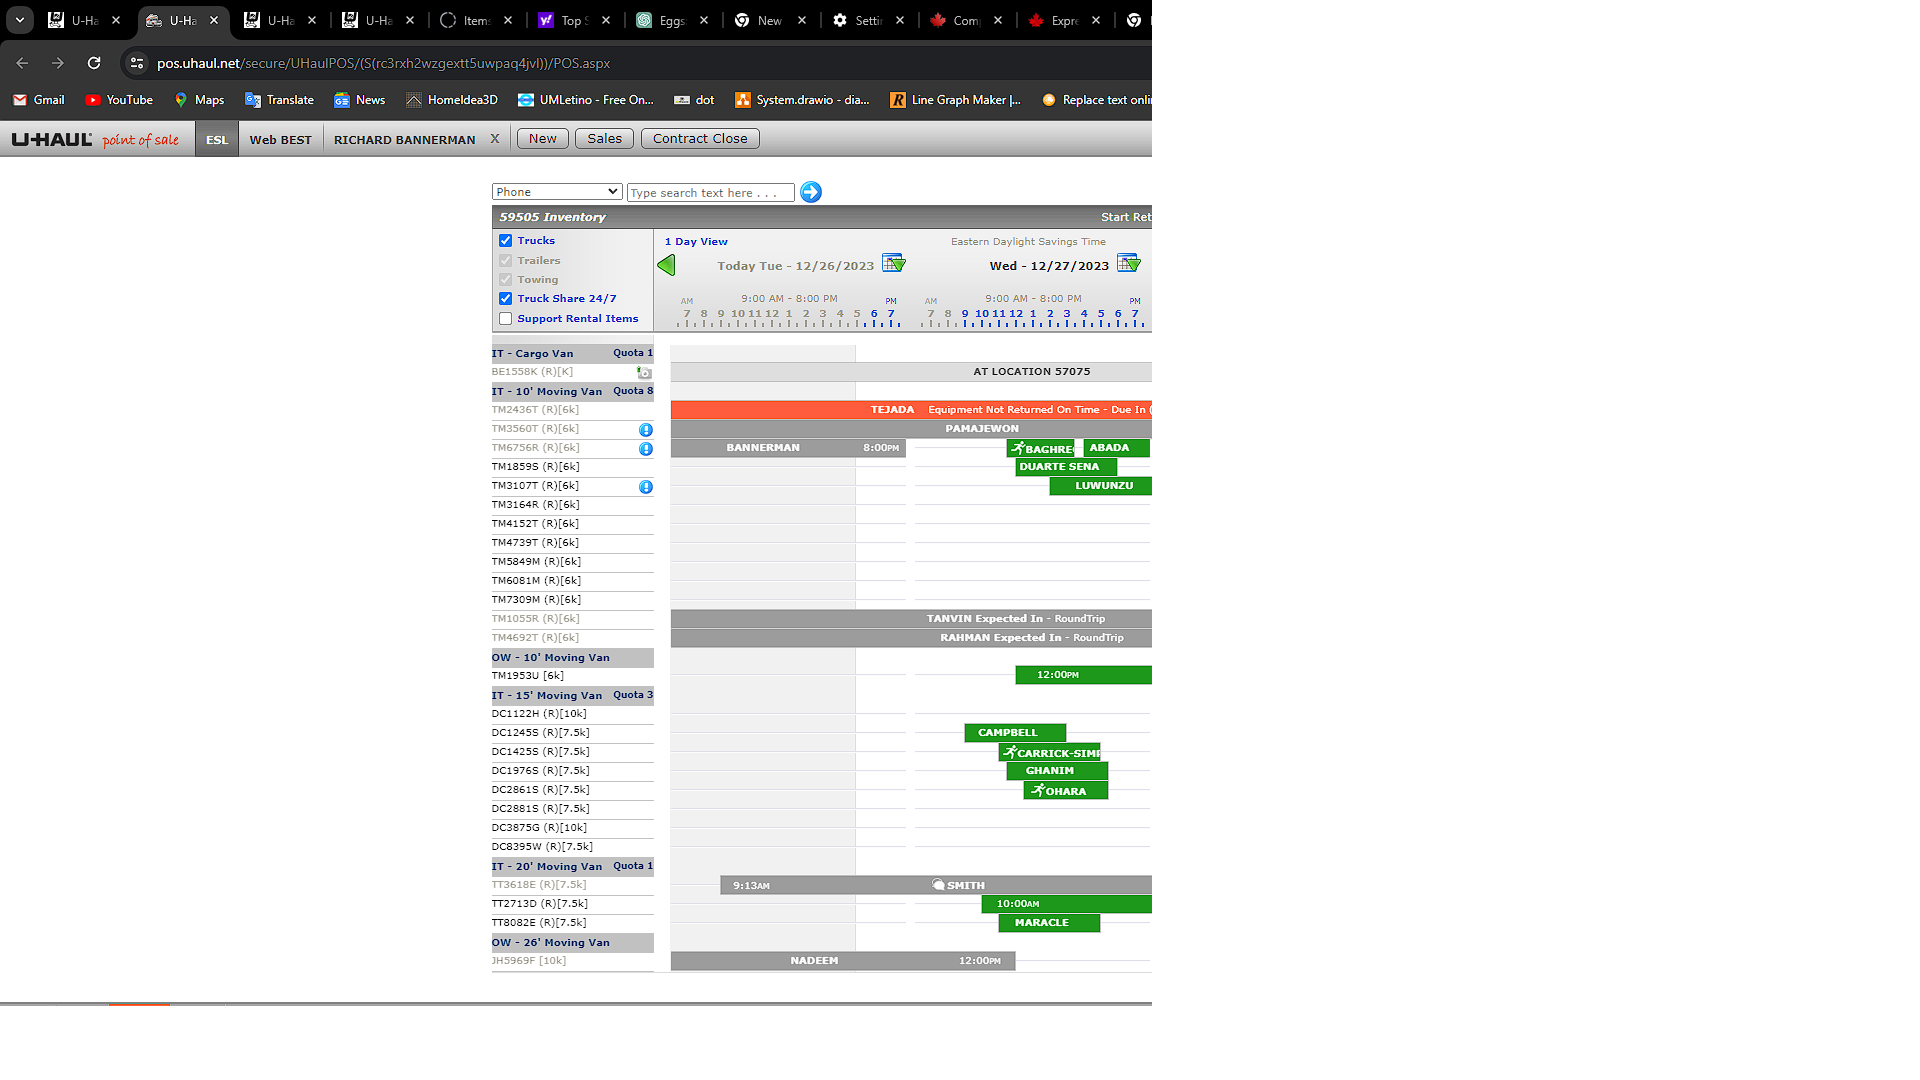 U-Ha
U-Ha
U-Ha
U-Ha
Items
Top S
Eggs
New
Setti
Com
Expre
pos.uhaul.net/secure/UHaulPOS/(S(rc3rxh2wzgextt5uwpaq4jvl))/POS.aspx
Gmail
YouTube
Maps
Translate
News
HomeIdea3D
UMLetino - Free On...
dot
System.drawio - dia...
Line Graph Maker |...
Replace text onli
U-HAUL point of sale
ESL
Web BEST
RICHARD BANNERMAN X
New
Sales
Contract Close
Phone
Type search text here . . .
59505 Inventory
Start Ret
Trucks
Trailers
Towing
Truck Share 24/7
Support Rental Items
1 Day View
Eastern Daylight Savings Time
Today Tue - 12/26/2023
Wed - 12/27/2023
AM 9:00 AM - 8:00 PM PM
AM 9:00 AM - 8:00 PM PM
7 8 9 10 11 12 1 2 3 4 5 6 7
7 8 9 10 11 12 1 2 3 4 5 6 7
IT - Cargo Van Quota 1
BE1558K (R)[K] AT LOCATION 57075
IT - 10' Moving Van Quota 8
TM2436T (R)[6k] TEJADA Equipment Not Returned On Time - Due In (
TM3560T (R)[6k] PAMAJEWON
TM6756R (R)[6k] BANNERMAN 8:00PM BAGHRE ABADA
TM1859S (R)[6k] DUARTE SENA
TM3107T (R)[6k] LUWUNZU
TM3164R (R)[6k]
TM4152T (R)[6k]
TM4739T (R)[6k]
TM5849M (R)[6k]
TM6081M (R)[6k]
TM7309M (R)[6k]
TM1055R (R)[6k] TANVIN Expected In - RoundTrip
TM4692T (R)[6k] RAHMAN Expected In - RoundTrip
OW - 10' Moving Van
TM1953U [6k] 12:00PM
IT - 15' Moving Van Quota 3
DC1122H (R)[10k]
DC1245S (R)[7.5k] CAMPBELL
DC1425S (R)[7.5k] CARRICK-SIMP
DC1976S (R)[7.5k] GHANIM
DC2861S (R)[7.5k] OHARA
DC2881S (R)[7.5k]
DC3875G (R)[10k]
DC8395W (R)[7.5k]
IT - 20' Moving Van Quota 1
TT3618E (R)[7.5k] 9:13AM SMITH
TT2713D (R)[7.5k] 10:00AM
TT8082E (R)[7.5k] MARACLE
OW - 26' Moving Van
JH5969F [10k] NADEEM 12:00PM